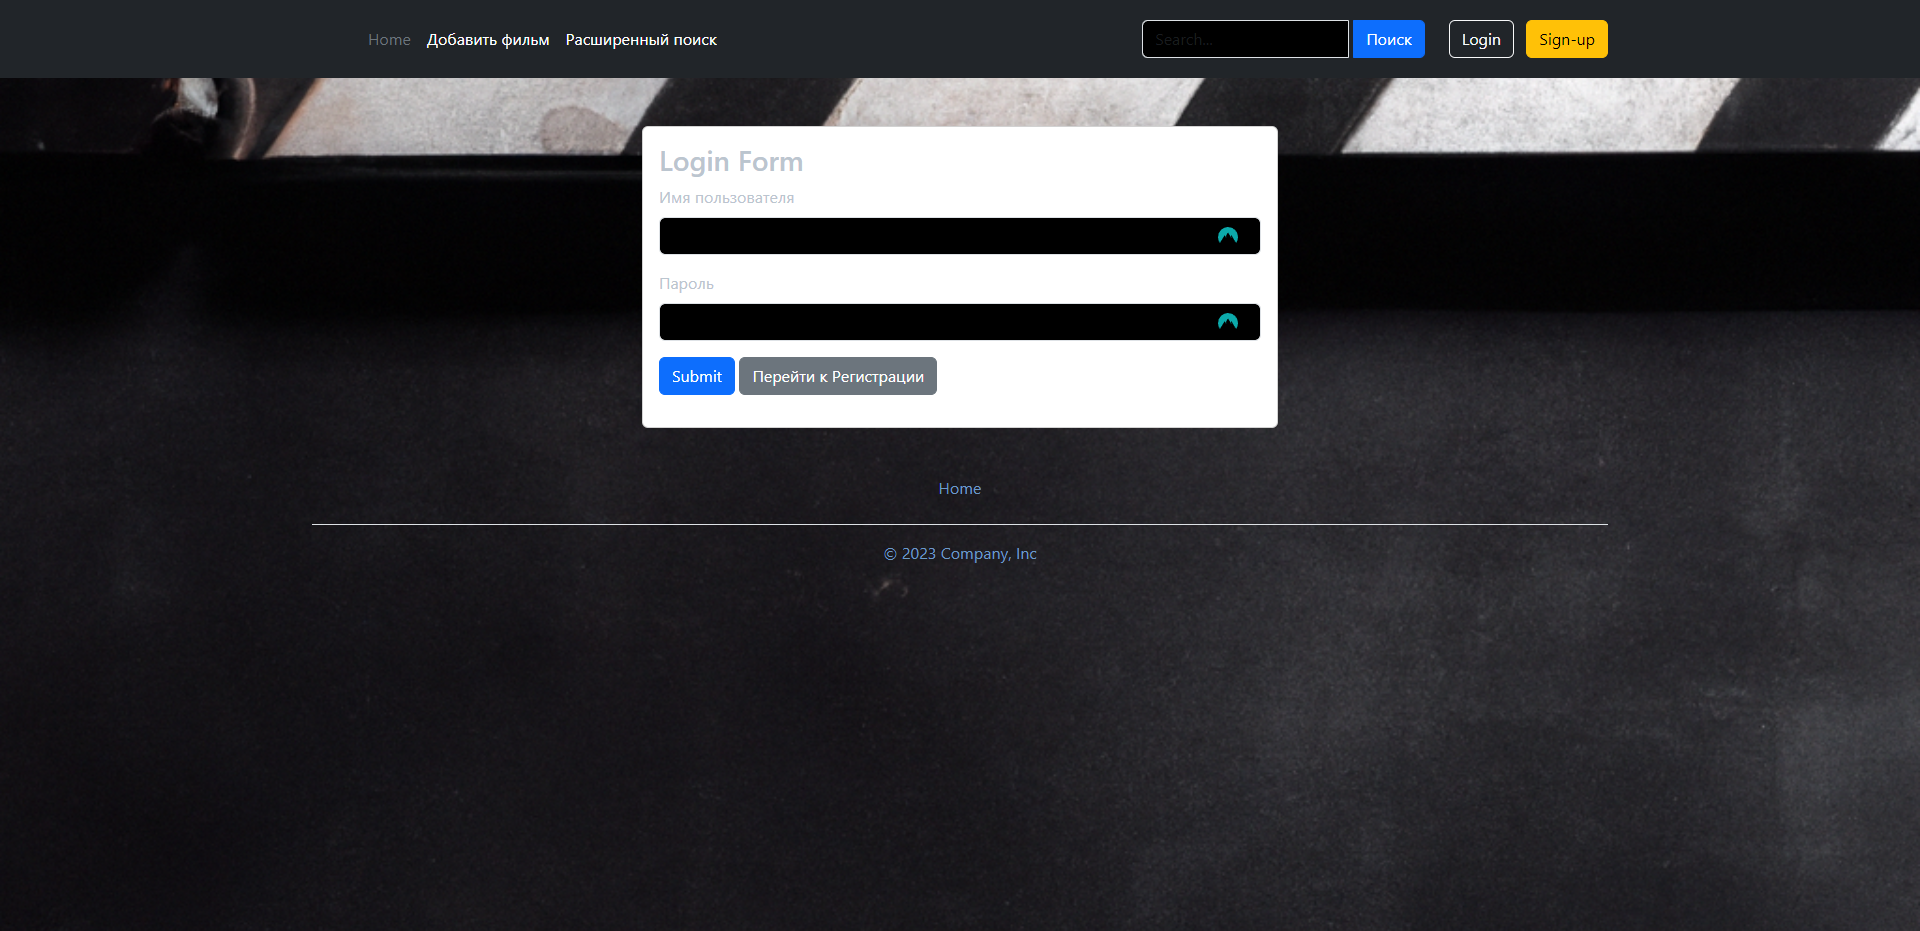 Home Добавить фильм Расширенный поиск Search... Поиск Login Sign-up
Login Form
Имя пользователя
Пароль
Submit Перейти к Регистрации
Home
© 2023 Company, Inc